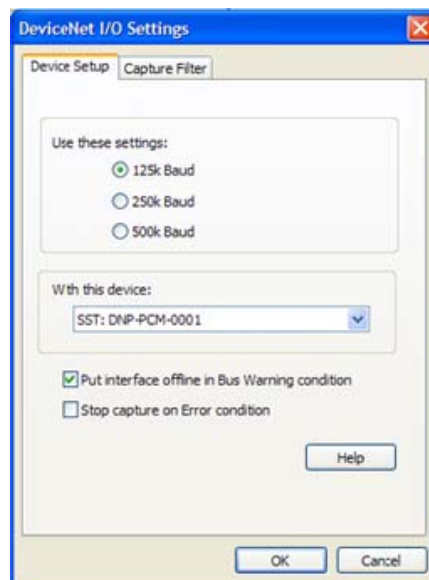 DeviceNet I/O Settings
Device Setup Capture Filter
Use these settings:
125k Baud
250k Baud
500k Baud
With this device:
SST: DNP-PCM-0001
Put interface offline in Bus Warning condition
Stop capture on Error condition
Help
OK Cancel